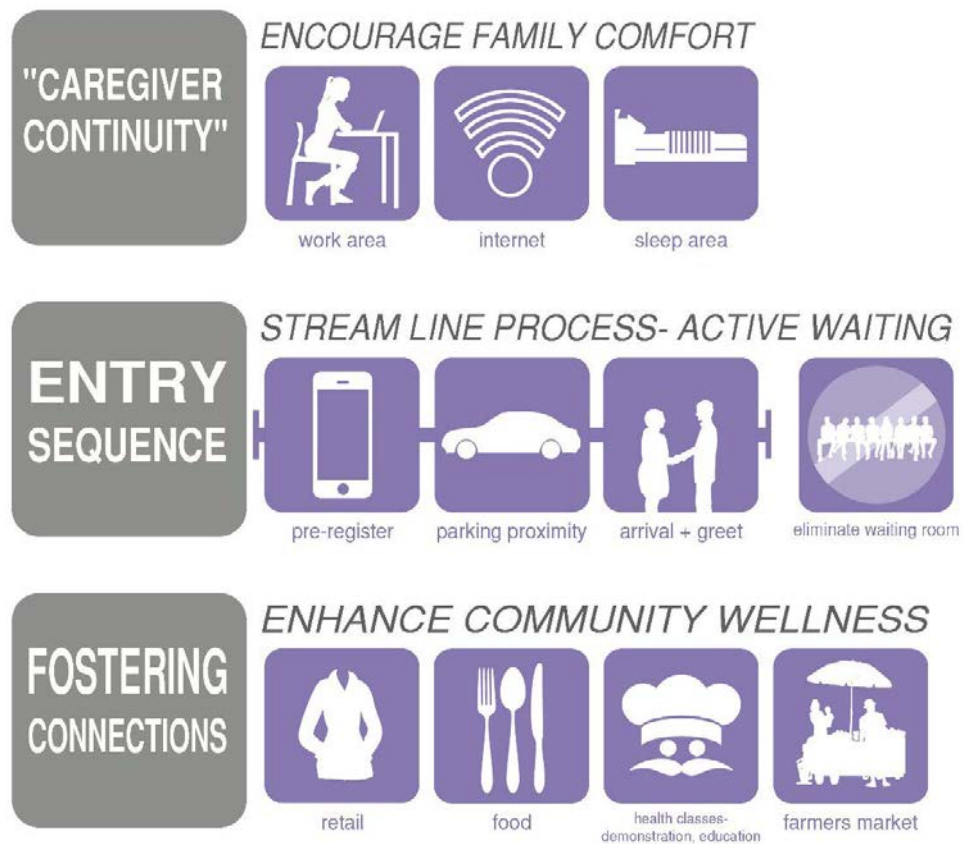 "CAREGIVER
CONTINUITY"
ENCOURAGE FAMILY COMFORT
work area
internet
sleep area
ENTRY
SEQUENCE
STREAM LINE PROCESS- ACTIVE WAITING
pre-register
parking proximity
arrival + greet
eliminate waiting room
FOSTERING
CONNECTIONS
ENHANCE COMMUNITY WELLNESS
retail
food
health classes-
demonstration, education
farmers market